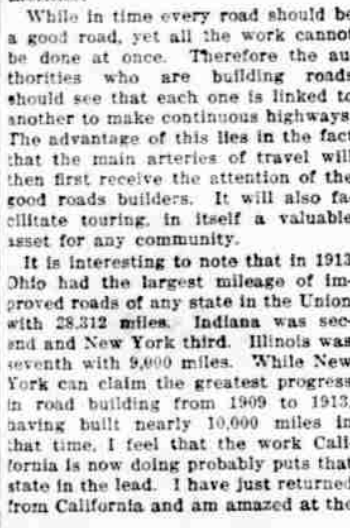 While in time every road should be
a good road, yet all the work cannot
be done at once. Therefore the au
thorities who are building roads
should see that each one is linked to
another to make continuous highways
The advantage of this lies in the fact
that the main arteries of travel will
then first receive the attention of the
good roads builders. It will also fa
cilitate touring, in itself a valuable
asset for any community.
It is interesting to note that in 1913
Ohio had the largest mileage of im
proved roads of any state in the Union
with 28,312 miles. Indiana was sec
ond and New York third. Illinois was
seventh with 9,000 miles. While New
York can claim the greatest progress
in road building from 1909 to 1913,
having built nearly 10,000 miles in
that time, I feel that the work Cali
fornia is now doing probably puts that
state in the lead. I have just returned
from California and am amazed at the